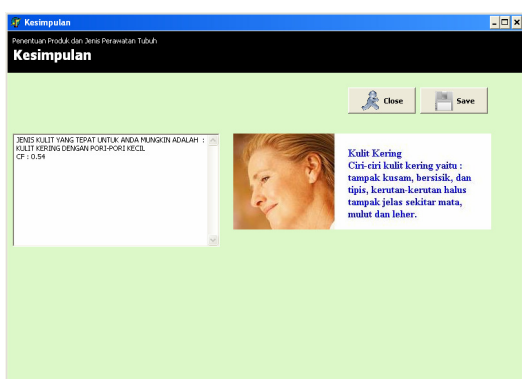 Kesimpulan
Penentuan Produk dan Jenis Perawatan Tubuh
Kesimpulan
Close
Save
JENIS KULIT YANG TEPAT UNTUK ANDA MUNGKIN ADALAH :
KULIT KERING DENGAN PORI-PORI KECIL
CF : 0.54
Kulit Kering
Ciri-ciri kulit kering yaitu :
tampak kusam, bersisik, dan
tipis, kerutan-kerutan halus
tampak jelas sekitar mata,
mulut dan leher.